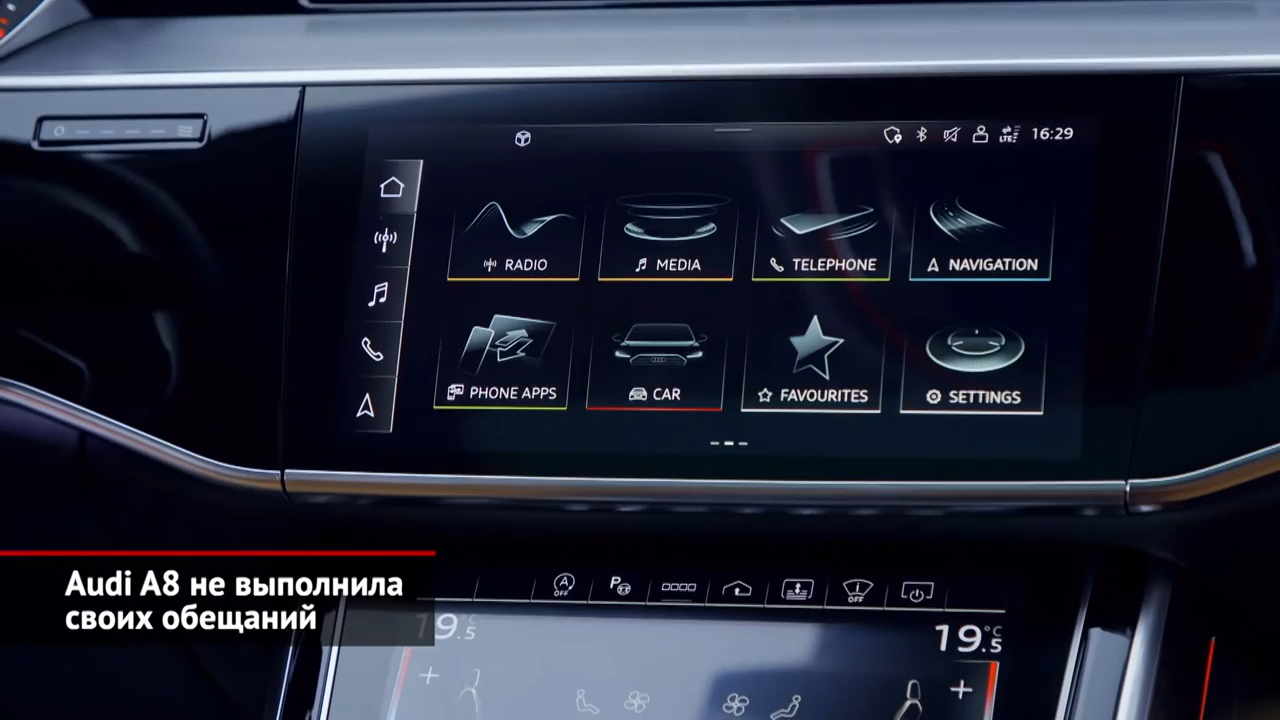 16:29
RADIO
MEDIA
TELEPHONE
NAVIGATION
PHONE APPS
CAR
FAVOURITES
SETTINGS
Audi A8 не выполнила
своих обещаний
A OFF
P
OFF
19.5
19.5 °C